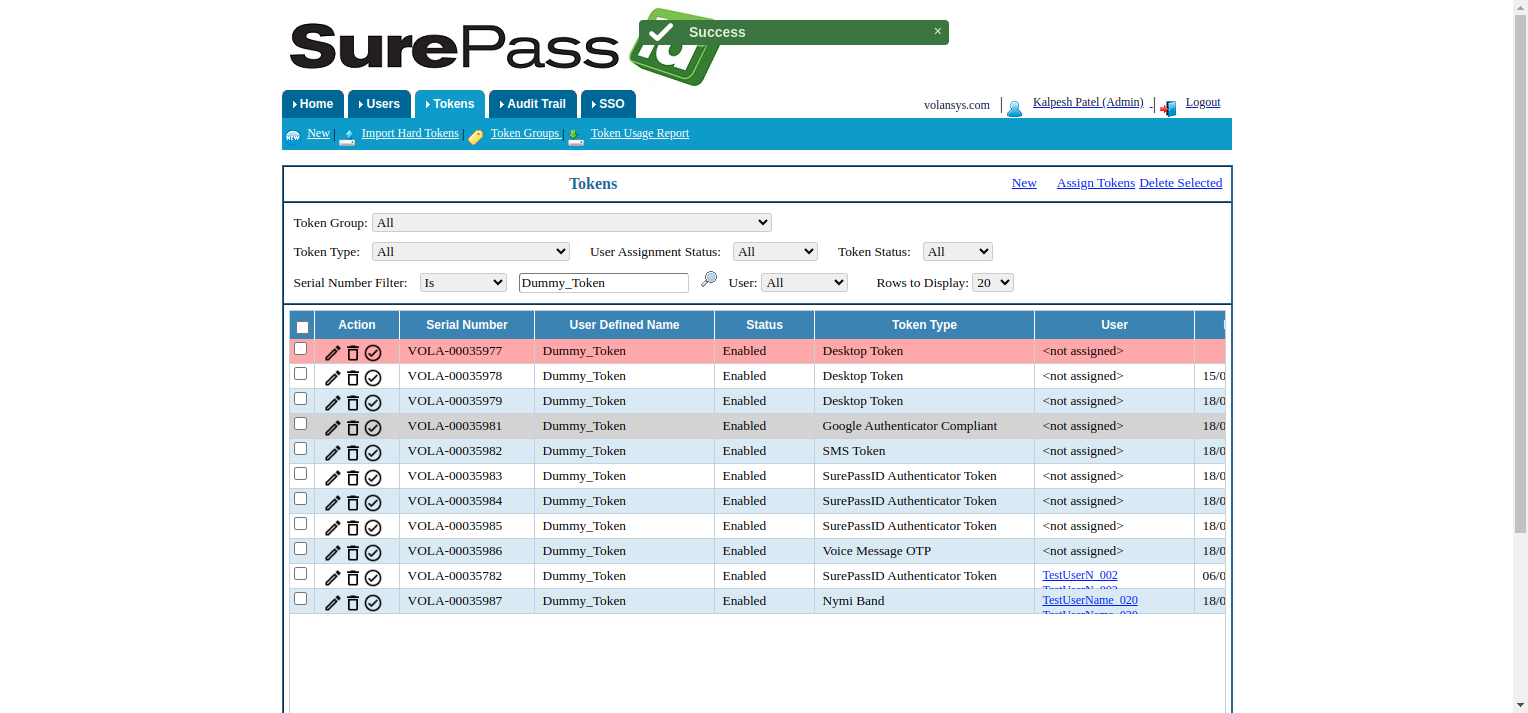 SurePass
id
Success ×
Home Users Tokens Audit Trail SSO
volansys.com | Kalpesh Patel (Admin) | Logout
New | Import Hard Tokens | Token Groups | Token Usage Report
Tokens New Assign Tokens Delete Selected
Token Group: All
Token Type: All User Assignment Status: All Token Status: All
Serial Number Filter: Is Dummy_Token User: All Rows to Display: 20
Action Serial Number User Defined Name Status Token Type User
VOLA-00035977 Dummy_Token Enabled Desktop Token <not assigned>
VOLA-00035978 Dummy_Token Enabled Desktop Token <not assigned> 15/0
VOLA-00035979 Dummy_Token Enabled Desktop Token <not assigned> 18/0
VOLA-00035981 Dummy_Token Enabled Google Authenticator Compliant <not assigned> 18/0
VOLA-00035982 Dummy_Token Enabled SMS Token <not assigned> 18/0
VOLA-00035983 Dummy_Token Enabled SurePassID Authenticator Token <not assigned> 18/0
VOLA-00035984 Dummy_Token Enabled SurePassID Authenticator Token <not assigned> 18/0
VOLA-00035985 Dummy_Token Enabled SurePassID Authenticator Token <not assigned> 18/0
VOLA-00035986 Dummy_Token Enabled Voice Message OTP <not assigned> 18/0
VOLA-00035782 Dummy_Token Enabled SurePassID Authenticator Token TestUserN_002 06/0
VOLA-00035987 Dummy_Token Enabled Nymi Band TestUserName_020 18/0